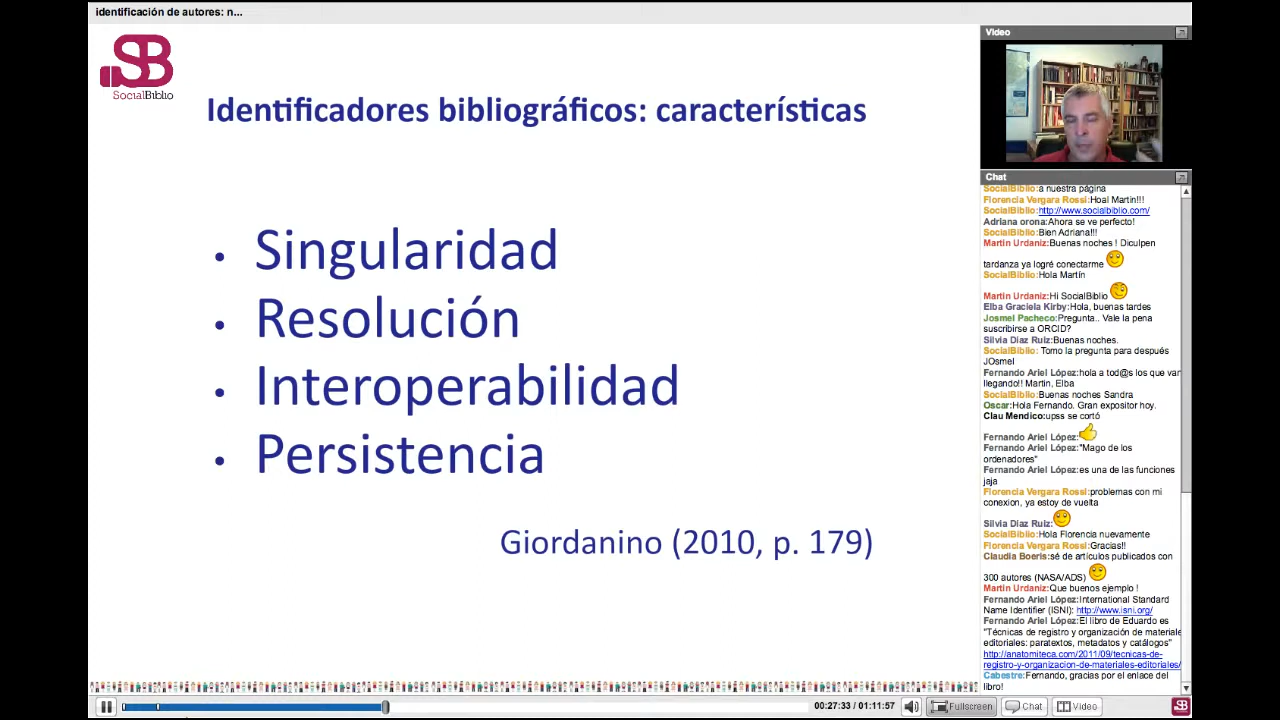 identificación de autores: n...
SB
SocialBiblio
Identificadores bibliográficos: características
• Singularidad
• Resolución
• Interoperabilidad
• Persistencia
Giordanino (2010, p. 179)
Video
Chat
SocialBiblio:a nuestra página
Florencia Vergara Rossi:Hoal Martin!!!
SocialBiblio:http://www.socialbiblio.com/
Adriana orona:Ahora se ve perfecto!
SocialBiblio:Bien Adriana!!!
Martin Urdaniz:Buenas noches ! Diculpen
tardanza ya logré conectarme
SocialBiblio:Hola Martín
Martin Urdaniz:Hi SocialBiblio
Elba Graciela Kirby:Hola, buenas tardes
Josmel Pacheco:Pregunta.. Vale la pena
suscribirse a ORCID?
Silvia Diaz Ruiz:Buenas noches.
SocialBiblio: Tomo la pregunta para después
JOsmel
Fernando Ariel López:hola a tod@s los que van
llegando!! Martin, Elba
SocialBiblio:Buenas noches Sandra
Oscar:Hola Fernando. Gran expositor hoy.
Clau Mendico:upss se cortó
Fernando Ariel López:
Fernando Ariel López:"Mago de los
ordenadores"
Fernando Ariel López:es una de las funciones
jaja
Florencia Vergara Rossi:problemas con mi
conexion, ya estoy de vuelta
Silvia Diaz Ruiz:
SocialBiblio:Hola Florencia nuevamente
Florencia Vergara Rossi:Gracias!!
Claudia Boeris:sé de artículos publicados con
300 autores (NASA/ADS)
Martin Urdaniz:Que buenos ejemplo !
Fernando Ariel López:International Standard
Name Identifier (ISNI): http://www.isni.org/
Fernando Ariel López:El libro de Eduardo es
"Técnicas de registro y organización de materiale
editoriales: paratextos, metadatos y catálogos"
http://anatomiteca.com/2011/09/tecnicas-de-
registro-y-organizacion-de-materiales-editoriales/
Cabestre:Fernando, gracias por el enlace del
libro!
00:27:33 / 01:11:57
Fullscreen
Chat
Video
SB